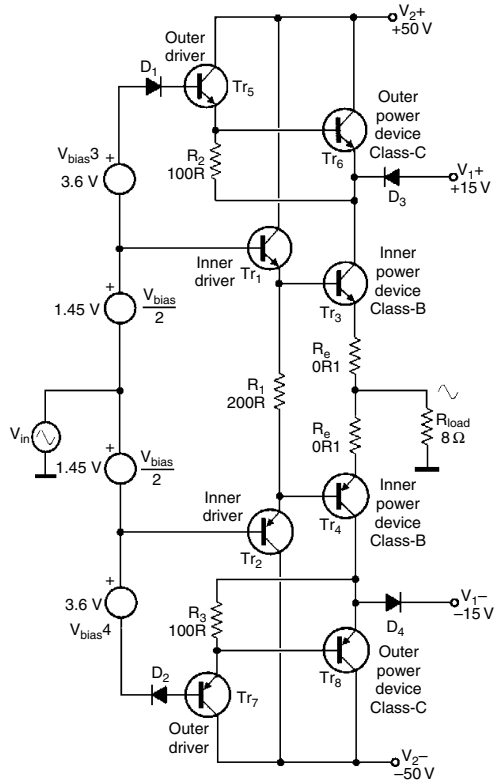 V2+
+50 V
Outer
driver
D1
Tr5
Outer
power
device
Class-C
Vbias3
3.6 V
R2
100R
Tr6
V1+
+15 V
D3
Inner
driver
Tr1
Inner
power
device
Class-B
Tr3
1.45 V
Vbias
2
Re
0R1
R1
200R
Rload
8 Ω
Vin
Re
0R1
1.45 V
Vbias
2
Inner
driver
Tr4
Inner
power
device
Class-B
Tr2
3.6 V
Vbias4
R3
100R
D4
V1–
–15 V
D2
Tr7
Tr8
Outer
power
device
Class-C
Outer
driver
V2–
–50 V